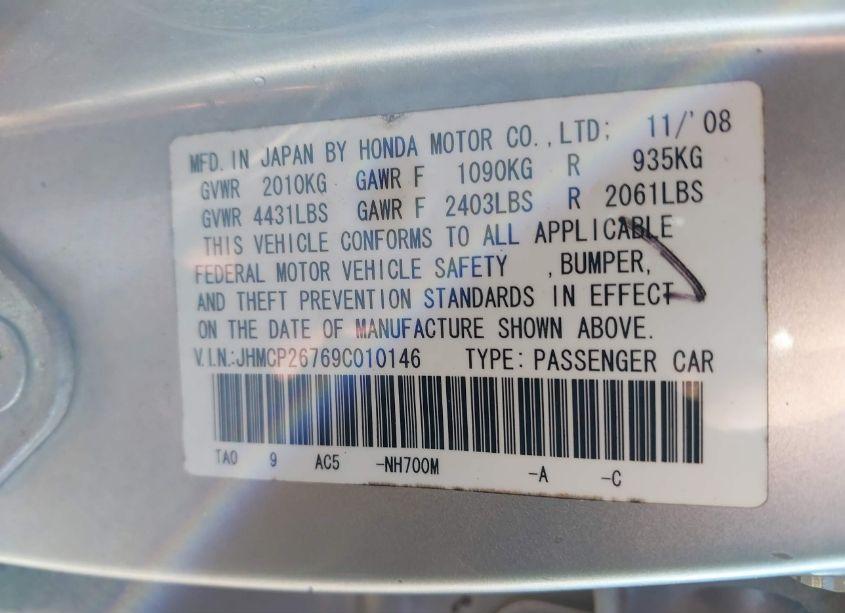 MFD. IN JAPAN BY HONDA MOTOR CO., LTD; 11/'08
GVWR 2010KG GAWR F 1090KG R 935KG
GVWR 4431LBS GAWR F 2403LBS R 2061LBS
THIS VEHICLE CONFORMS TO ALL APPLICABLE
FEDERAL MOTOR VEHICLE SAFETY , BUMPER,
AND THEFT PREVENTION STANDARDS IN EFFECT
ON THE DATE OF MANUFACTURE SHOWN ABOVE.
V.I.N.:JHMCP26769C010146 TYPE: PASSENGER CAR
TA0 9 AC5 -NH700M -A -C